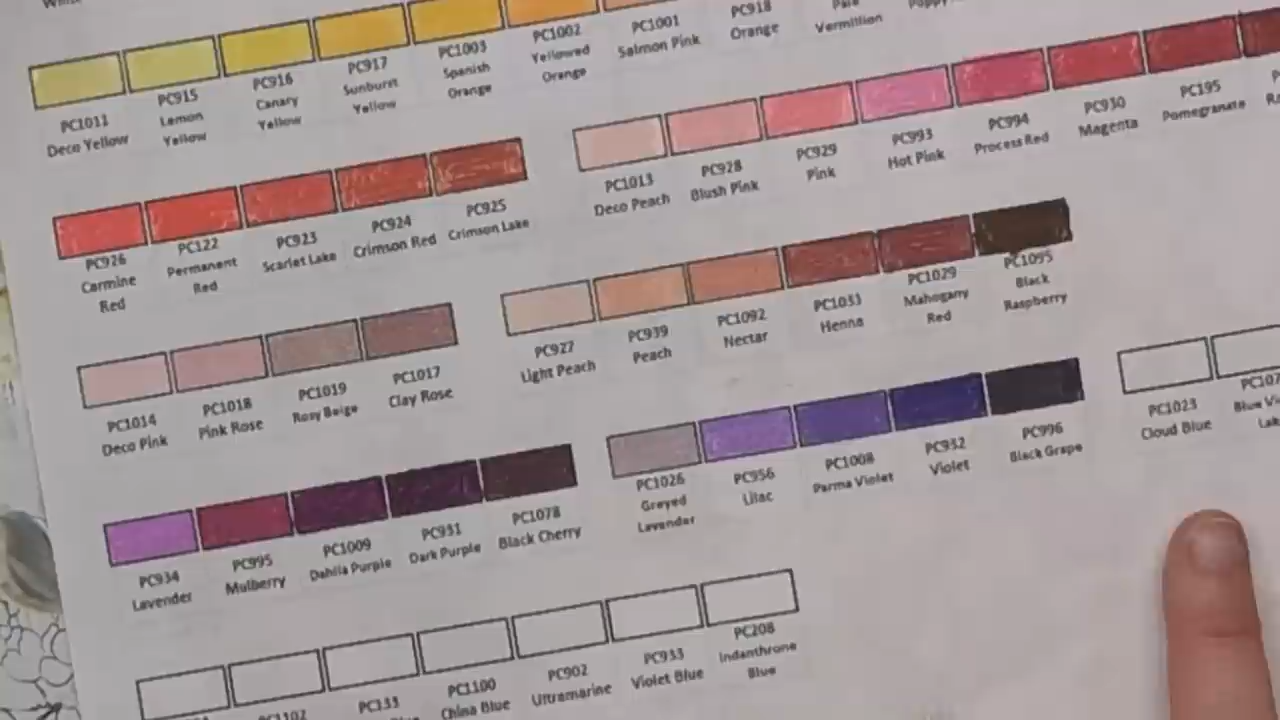 PC1011
Deco Yellow
PC915
Lemon
Yellow
PC916
Canary
Yellow
PC917
Sunburst
Yellow
PC1003
Spanish
Orange
PC1002
Yellowed
Orange
PC1001
Salmon Pink
PC918
Orange
Pale
Vermillion
PC1013
Deco Peach
PC928
Blush Pink
PC929
Pink
PC993
Hot Pink
PC994
Process Red
PC930
Magenta
PC195
Pomegranate
PC926
Carmine
Red
PC122
Permanent
Red
PC923
Scarlet Lake
PC924
Crimson Red
PC925
Crimson Lake
PC927
Light Peach
PC939
Peach
PC1092
Nectar
PC1031
Henna
PC1029
Mahogany
Red
PC1095
Black
Raspberry
PC1014
Deco Pink
PC1018
Pink Rose
PC1019
Rosy Beige
PC1017
Clay Rose
PC1026
Greyed
Lavender
PC956
Lilac
PC1008
Parma Violet
PC932
Violet
PC996
Black Grape
PC1023
Cloud Blue
PC107
Blue Vi
Lak
PC934
Lavender
PC995
Mulberry
PC1009
Dahlia Purple
PC931
Dark Purple
PC1078
Black Cherry
PC1102
PC133
PC1100
China Blue
PC902
Ultramarine
PC933
Violet Blue
PC208
Indanthrone
Blue